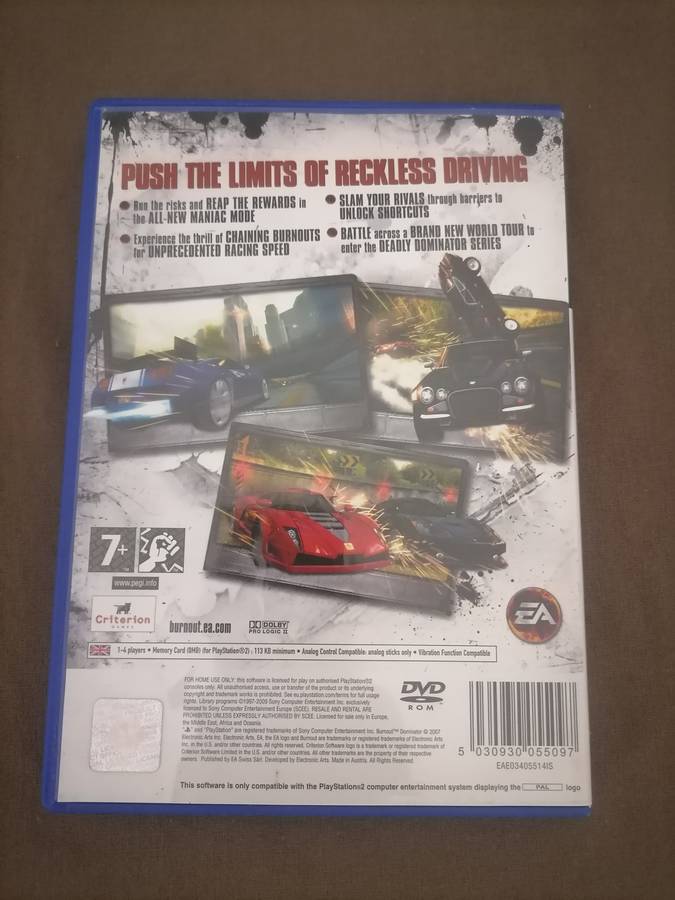 PUSH THE LIMITS OF RECKLESS DRIVING
Run the risks and REAP THE REWARDS in
the ALL-NEW MANIAC MODE
Experience the thrill of CHAINING BURNOUTS
for UNPRECEDENTED RACING SPEED
SLAM YOUR RIVALS through barriers to
UNLOCK SHORTCUTS
BATTLE across a BRAND NEW WORLD TOUR to
enter the DEADLY DOMINATOR SERIES
7+
www.pegi.info
Criterion
GAMES
burnout.ea.com
DOLBY
PRO LOGIC II
EA
1-4 players • Memory Card (8MB) (for PlayStation®2) : 113 KB minimum • Analog Control Compatible: analog sticks only • Vibration Function Compatible
FOR HOME USE ONLY: this software is licensed for play on authorised PlayStation®2
consoles only. All unauthorised access, use or transfer of the product or its underlying
copyright and trademark works is prohibited. See eu.playstation.com/terms for full usage
rights. Library programs ©1997-2009 Sony Computer Entertainment Inc. exclusively
licensed to Sony Computer Entertainment Europe (SCEE). RESALE AND RENTAL ARE
PROHIBITED UNLESS EXPRESSLY AUTHORISED BY SCEE. Licensed for sale only in Europe,
the Middle East, Africa and Oceania.
and "PlayStation" are registered trademarks of Sony Computer Entertainment Inc. Burnout™ Dominator © 2007
Electronic Arts Inc. Electronic Arts, EA, the EA logo and Burnout are trademarks or registered trademarks of Electronic Arts
Inc. in the U.S. and/or other countries. All rights reserved. Criterion Software logo is a trademark or registered trademark of
Criterion Software Limited in the U.S. and/or other countries. All other trademarks are the property of their respective
owners. Published by EA Swiss Sàrl. Developed by Electronic Arts. Made in Austria. All Rights Reserved.
DVD
ROM
5 030930 055097
EAE03405514IS
This software is only compatible with the PlayStation®2 computer entertainment system displaying the PAL logo